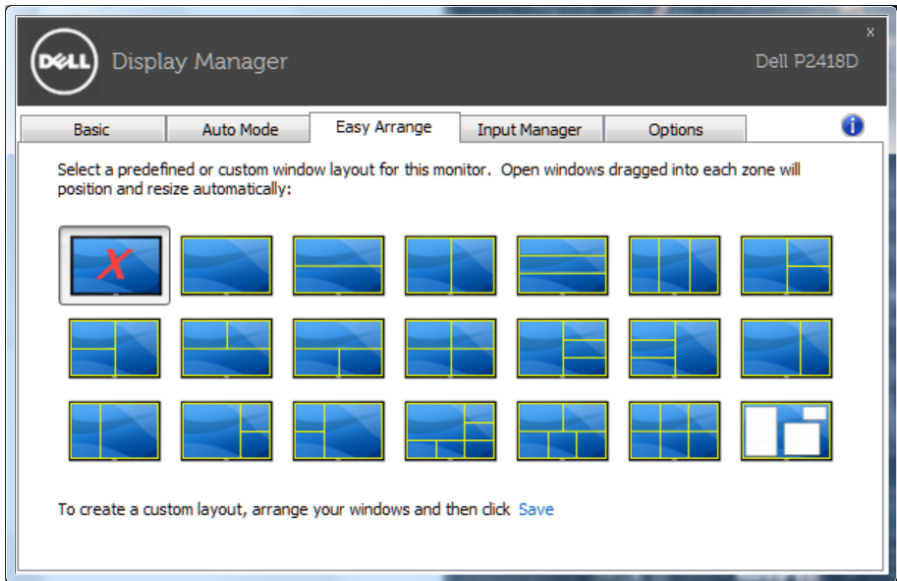 x
DELL
Display Manager
Dell P2418D
Basic
Auto Mode
Easy Arrange
Input Manager
Options
i
Select a predefined or custom window layout for this monitor. Open windows dragged into each zone will
position and resize automatically:
X
To create a custom layout, arrange your windows and then click Save